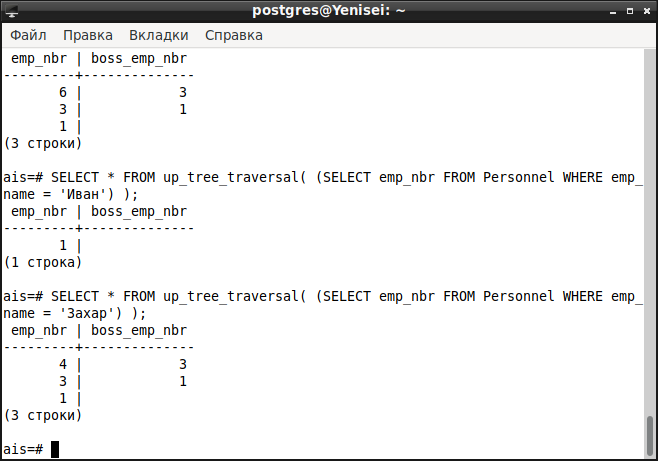 postgres@Yenisei: ~
Файл Правка Вкладки Справка
 emp_nbr | boss_emp_nbr
---------+--------------
       6 |            3
       3 |            1
       1 |
(3 строки)

ais=# SELECT * FROM up_tree_traversal( (SELECT emp_nbr FROM Personnel WHERE emp_
name = 'Иван') );
 emp_nbr | boss_emp_nbr
---------+--------------
       1 |
(1 строка)

ais=# SELECT * FROM up_tree_traversal( (SELECT emp_nbr FROM Personnel WHERE emp_
name = 'Захар') );
 emp_nbr | boss_emp_nbr
---------+--------------
       4 |            3
       3 |            1
       1 |
(3 строки)

ais=#